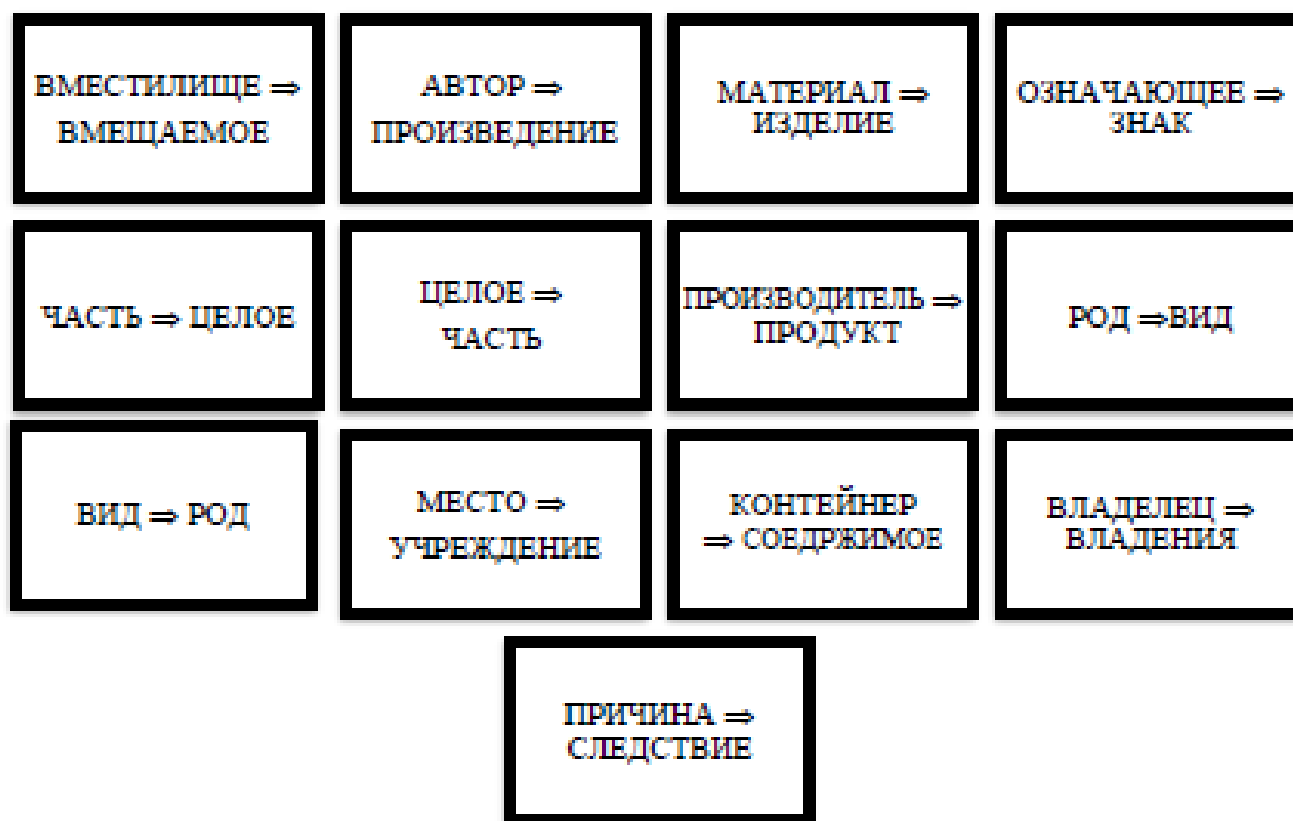 ВМЕСТИЛИЩЕ ⇒
ВМЕЩАЕМОЕ
АВТОР ⇒
ПРОИЗВЕДЕНИЕ
МАТЕРИАЛ ⇒
ИЗДЕЛИЕ
ОЗНАЧАЮЩЕЕ ⇒
ЗНАК
ЧАСТЬ ⇒ ЦЕЛОЕ
ЦЕЛОЕ ⇒
ЧАСТЬ
ПРОИЗВОДИТЕЛЬ ⇒
ПРОДУКТ
РОД ⇒ВИД
ВИД ⇒ РОД
МЕСТО ⇒
УЧРЕЖДЕНИЕ
КОНТЕЙНЕР
⇒ СОЕДРЖИМОЕ
ВЛАДЕЛЕЦ ⇒
ВЛАДЕНИЯ
ПРИЧИНА ⇒
СЛЕДСТВИЕ